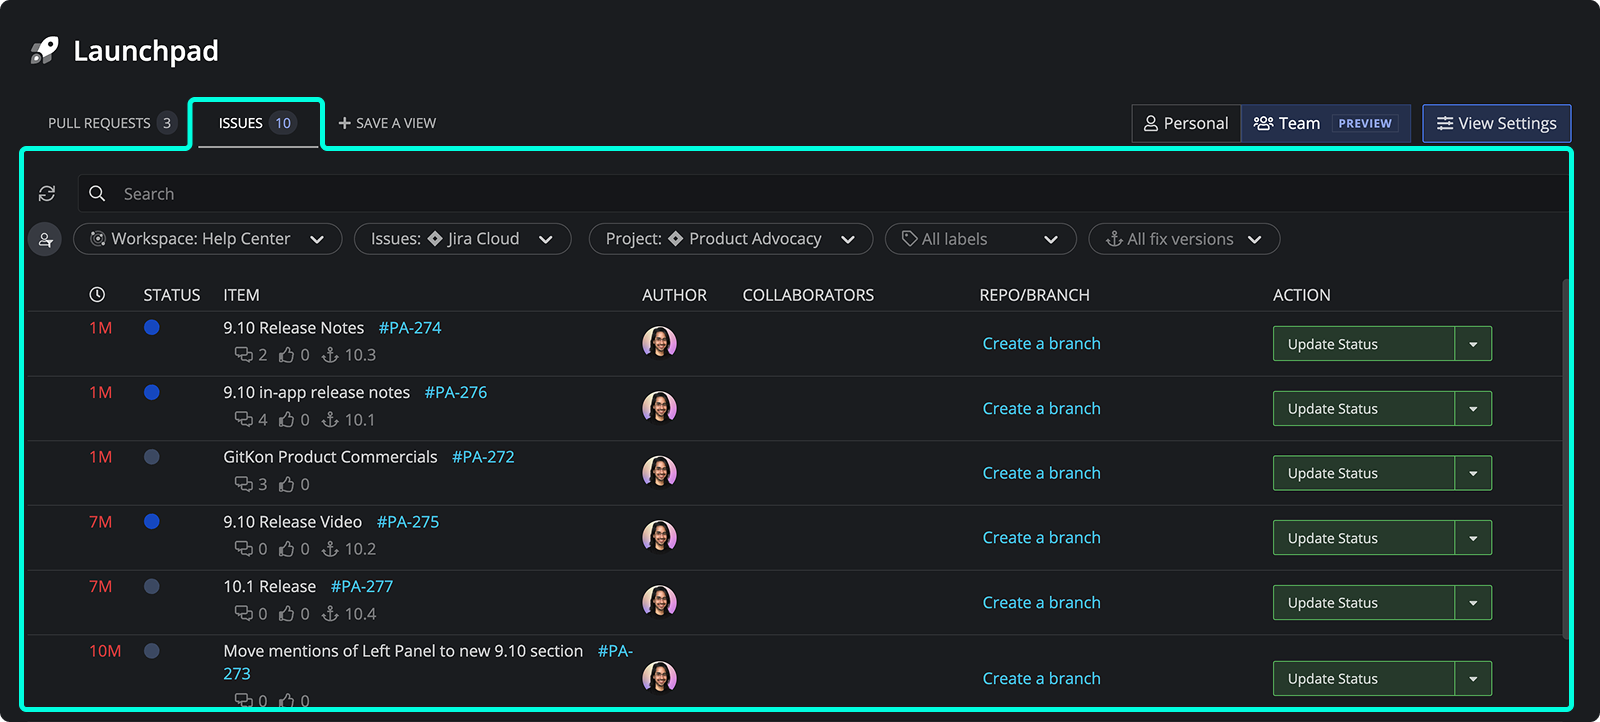 Launchpad
PULL REQUESTS 3 ISSUES 10 + SAVE A VIEW Personal Team PREVIEW View Settings
Search
Workspace: Help Center Issues: Jira Cloud Project: Product Advocacy All labels All fix versions
STATUS ITEM AUTHOR COLLABORATORS REPO/BRANCH ACTION
1M 9.10 Release Notes #PA-274
2 0 10.3
Create a branch Update Status
1M 9.10 in-app release notes #PA-276
4 0 10.1
Create a branch Update Status
1M GitKon Product Commercials #PA-272
3 0
Create a branch Update Status
7M 9.10 Release Video #PA-275
0 0 10.2
Create a branch Update Status
7M 10.1 Release #PA-277
0 0 10.4
Create a branch Update Status
10M Move mentions of Left Panel to new 9.10 section #PA-
273
0 0
Create a branch Update Status